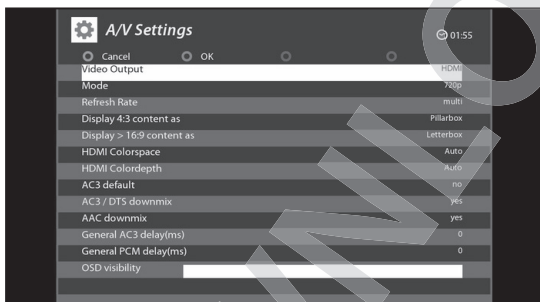 A/V Settings
01:55
Cancel OK
Video Output HDMI
Mode 720p
Refresh Rate multi
Display 4:3 content as Pillarbox
Display > 16:9 content as Letterbox
HDMI Colorspace Auto
HDMI Colordepth Auto
AC3 default no
AC3 / DTS downmix yes
AAC downmix yes
General AC3 delay(ms) 0
General PCM delay(ms) 0
OSD visibility